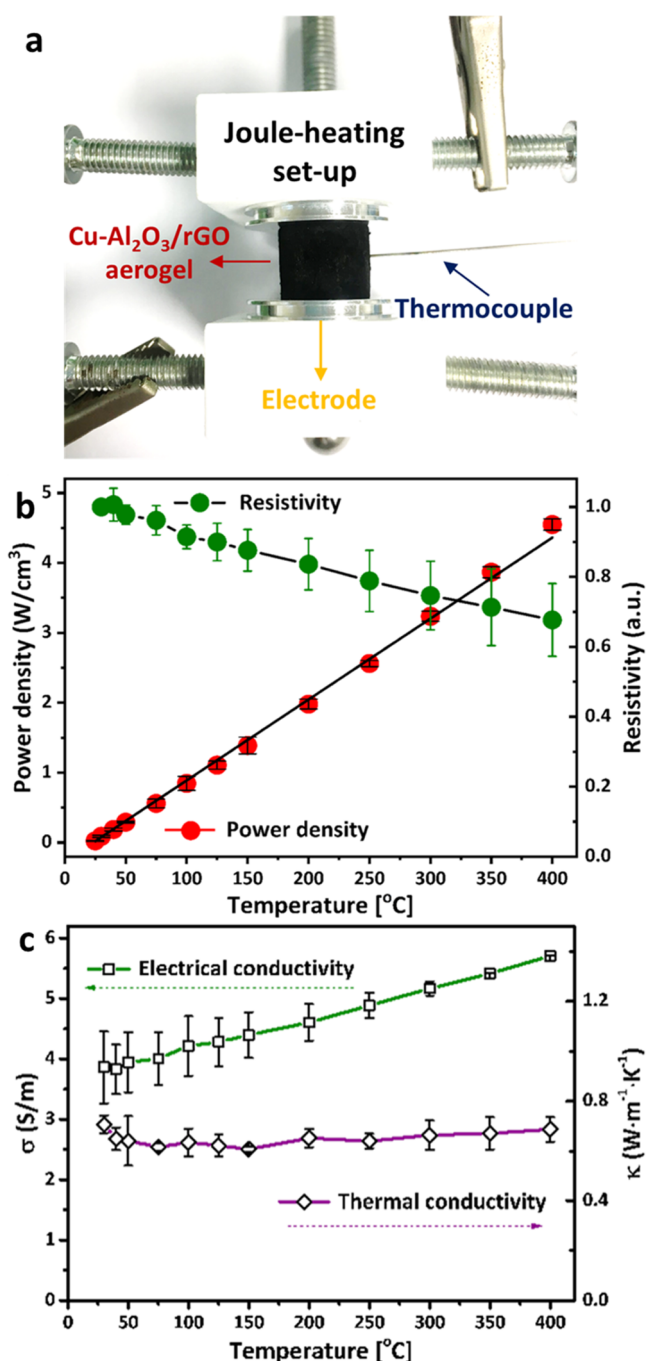 a
Joule-heating
set-up
Cu-Al₂O₃/rGO
aerogel
Thermocouple
Electrode
b
Resistivity
Power density
5
4
3
2
1
0
Power density (W/cm³)
1.0
0.8
0.6
0.4
0.2
0.0
Resistivity (a.u.)
0 50 100 150 200 250 300 350 400
Temperature [°C]
c
Electrical conductivity
Thermal conductivity
6
5
4
3
2
1
0
σ (S/m)
1.2
0.8
0.4
0.0
κ (W·m⁻¹·K⁻¹)
0 50 100 150 200 250 300 350 400
Temperature [°C]